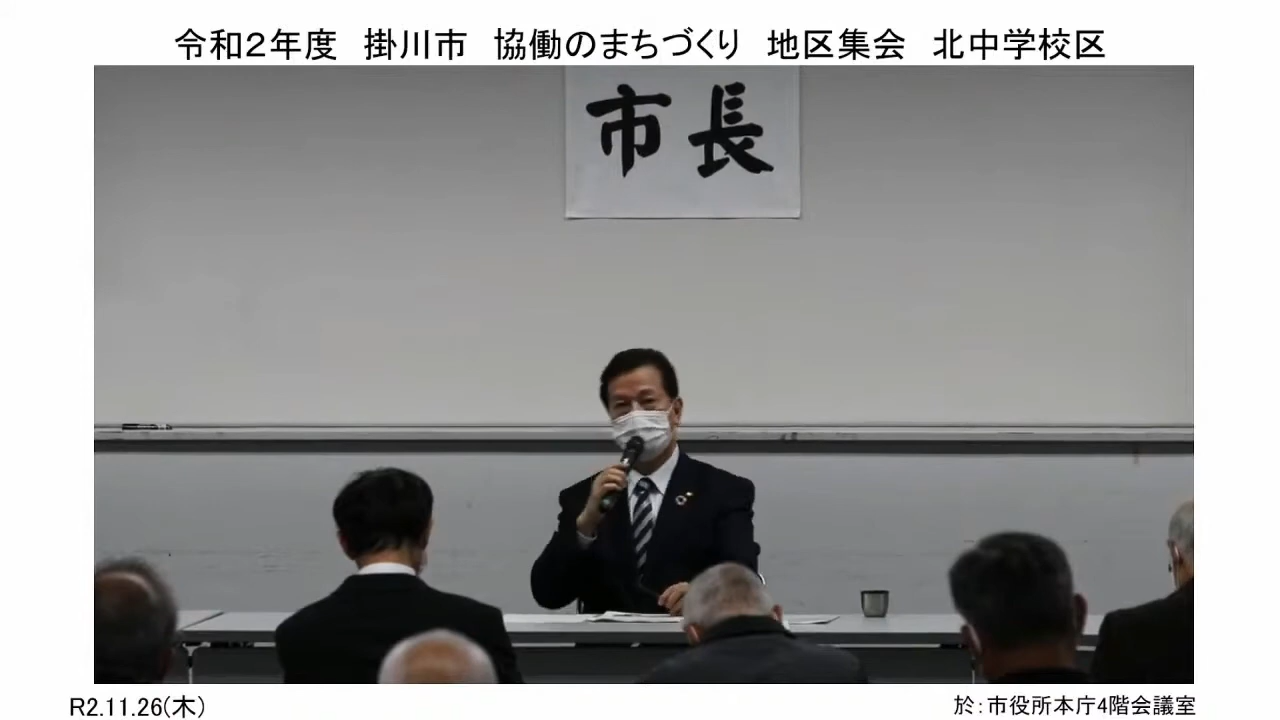 令和２年度　掛川市　協働のまちづくり　地区集会　北中学校区
市長
R2.11.26(木)
於：市役所本庁4階会議室